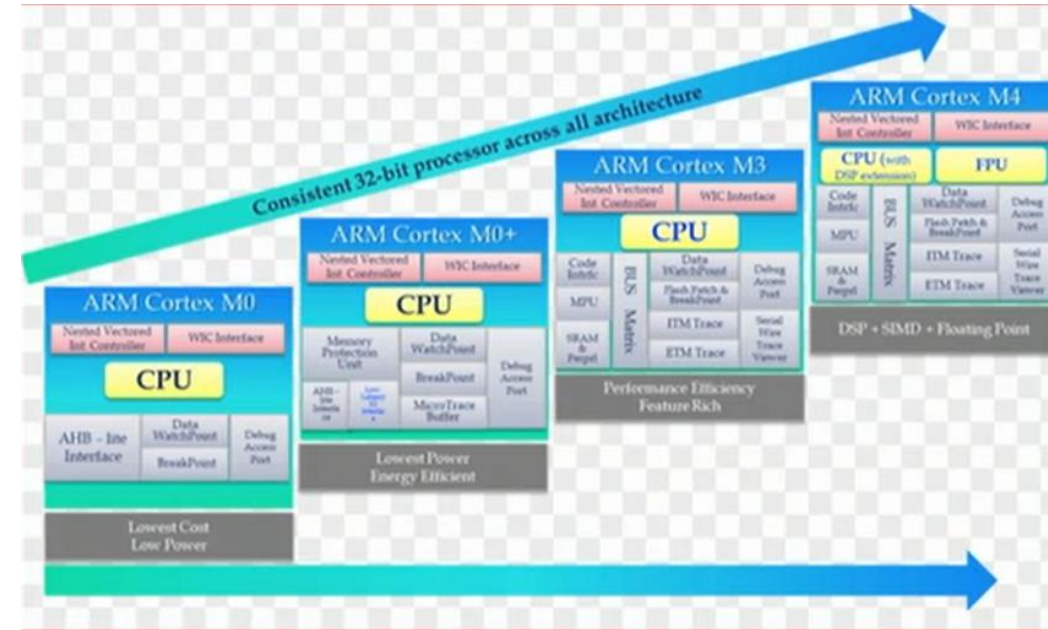 Consistent 32-bit processor across all architecture
ARM Cortex M0
Nested Vectored
Int Controller
WIC Interface
CPU
AHB - lite
Interface
Data
WatchPoint
BreakPoint
Debug
Access
Port
Lowest Cost
Low Power
ARM Cortex M0+
Nested Vectored
Int Controller
WIC Interface
CPU
Memory
Protection
Unit
AHB -
lite
Data
WatchPoint
BreakPoint
MicroTrace
Buffer
Debug
Access
Port
Lowest Power
Energy Efficient
ARM Cortex M3
Nested Vectored
Int Controller
WIC Interface
CPU
Code
Intrfc
MPU
SRAM
&
Peripl
BUS Matrix
Data
WatchPoint
Flash Patch &
BreakPoint
ITM Trace
ETM Trace
Debug
Access
Port
Serial
Wire
Trace
Viewer
Performance Efficiency
Feature Rich
ARM Cortex M4
Nested Vectored
Int Controller
WIC Interface
CPU (with
DSP extension)
FPU
Code
Intrfc
MPU
SRAM
&
Peripl
BUS Matrix
Data
WatchPoint
Flash Patch &
BreakPoint
ITM Trace
ETM Trace
Debug
Access
Port
Serial
Wire
Trace
Viewer
DSP + SIMD + Floating Point